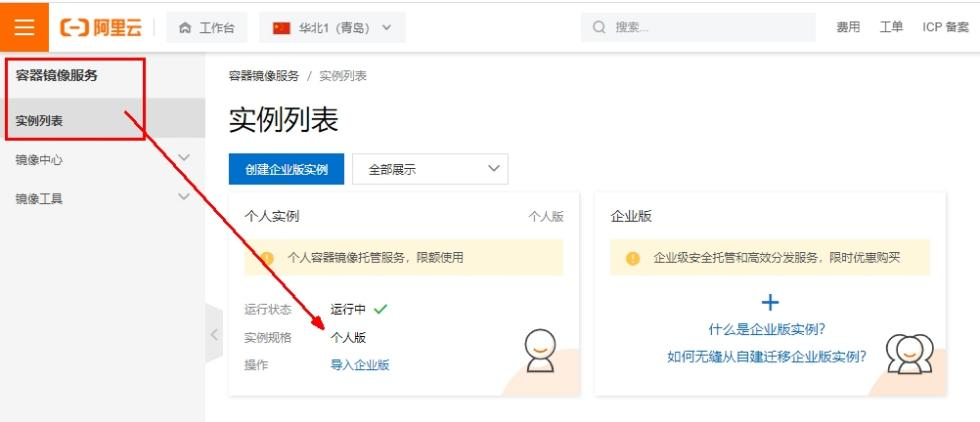 阿里云 工作台 华北1（青岛） 搜索... 费用 工单 ICP 备案
容器镜像服务
实例列表
镜像中心
镜像工具
容器镜像服务 / 实例列表
实例列表
创建企业版实例 全部展示
个人实例 个人版
个人容器镜像托管服务，限额使用
运行状态 运行中
实例规格 个人版
操作 导入企业版
企业版
企业级安全托管和高效分发服务，限时优惠购买
什么是企业版实例?
如何无缝从自建迁移企业版实例?